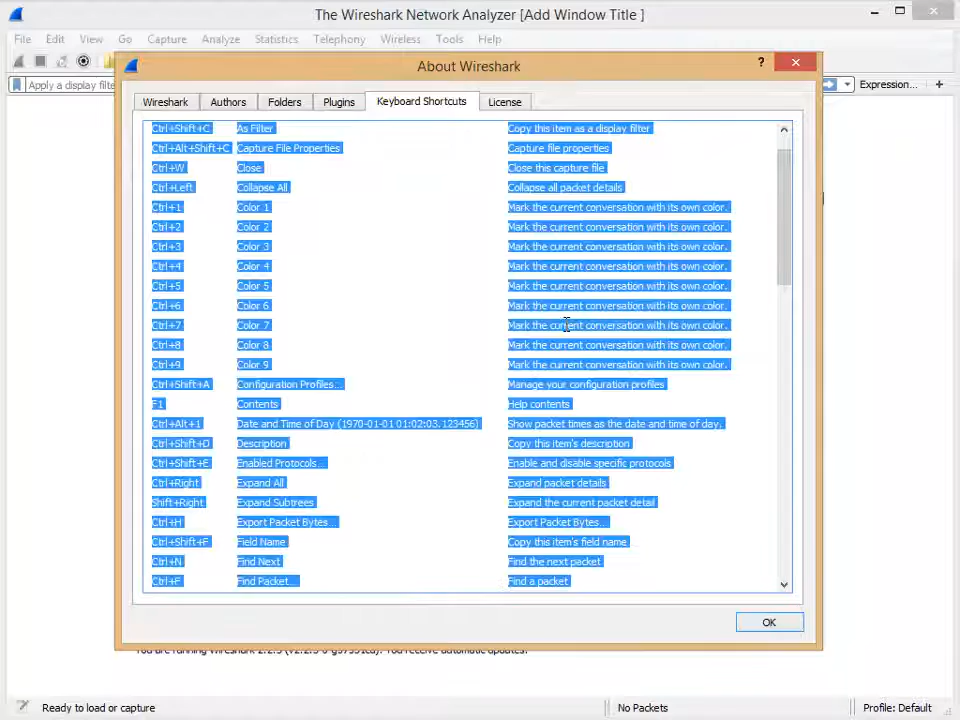 The Wireshark Network Analyzer [Add Window Title ]
File Edit View Go Capture Analyze Statistics Telephony Wireless Tools Help
About Wireshark
?
Apply a display filte
Expression... +
Wireshark Authors Folders Plugins Keyboard Shortcuts License
Ctrl+Shift+C As Filter Copy this item as a display filter
Ctrl+Alt+Shift+C Capture File Properties Capture file properties
Ctrl+W Close Close this capture file
Ctrl+Left Collapse All Collapse all packet details
Ctrl+1 Color 1 Mark the current conversation with its own color.
Ctrl+2 Color 2 Mark the current conversation with its own color.
Ctrl+3 Color 3 Mark the current conversation with its own color.
Ctrl+4 Color 4 Mark the current conversation with its own color.
Ctrl+5 Color 5 Mark the current conversation with its own color.
Ctrl+6 Color 6 Mark the current conversation with its own color.
Ctrl+7 Color 7 Mark the current conversation with its own color.
Ctrl+8 Color 8 Mark the current conversation with its own color.
Ctrl+9 Color 9 Mark the current conversation with its own color.
Ctrl+Shift+A Configuration Profiles... Manage your configuration profiles
F1 Contents Help contents
Ctrl+Alt+1 Date and Time of Day (1970-01-01 01:02:03.123456) Show packet times as the date and time of day.
Ctrl+Shift+D Description Copy this item's description
Ctrl+Shift+E Enabled Protocols... Enable and disable specific protocols
Ctrl+Right Expand All Expand packet details
Shift+Right Expand Subtrees Expand the current packet detail
Ctrl+H Export Packet Bytes... Export Packet Bytes...
Ctrl+Shift+F Field Name Copy this item's field name
Ctrl+N Find Next Find the next packet
Ctrl+F Find Packet... Find a packet
OK
Ready to load or capture No Packets Profile: Default